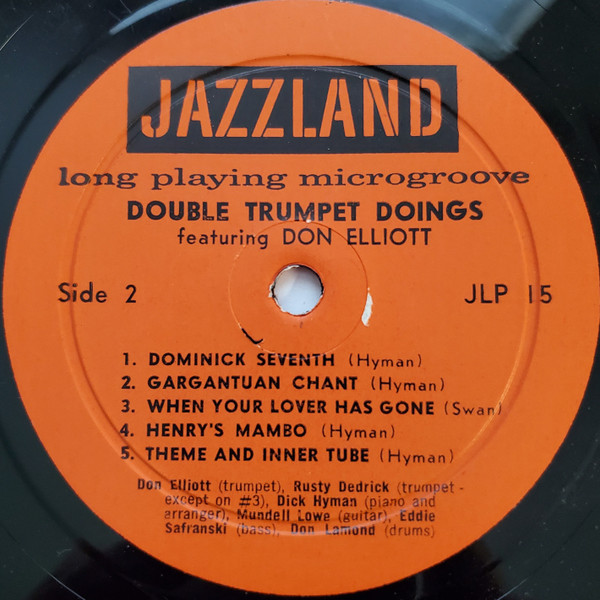 JAZZLAND
long playing microgroove
DOUBLE TRUMPET DOINGS
featuring DON ELLIOTT
Side 2
JLP 15
1. DOMINICK SEVENTH (Hyman)
2. GARGANTUAN CHANT (Hyman)
3. WHEN YOUR LOVER HAS GONE (Swan)
4. HENRY'S MAMBO (Hyman)
5. THEME AND INNER TUBE (Hyman)
Don Elliott (trumpet), Rusty Dedrick (trumpet -
except on #3), Dick Hyman (piano and
arranger), Mundell Lowe (guitar), Eddie
Safranski (bass), Don Lamond (drums)